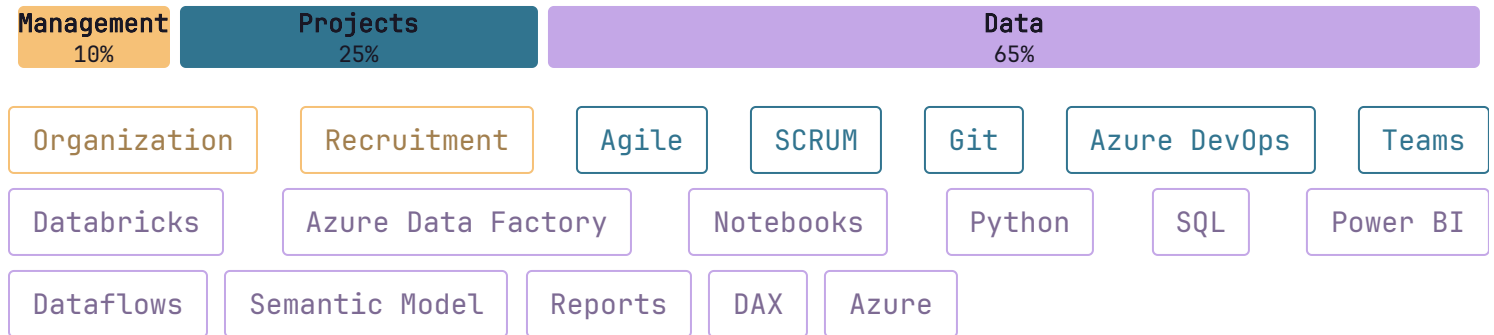 Management Projects Data
10% 25% 65%
Organization Recruitment Agile SCRUM Git Azure DevOps Teams
Databricks Azure Data Factory Notebooks Python SQL Power BI
Dataflows Semantic Model Reports DAX Azure